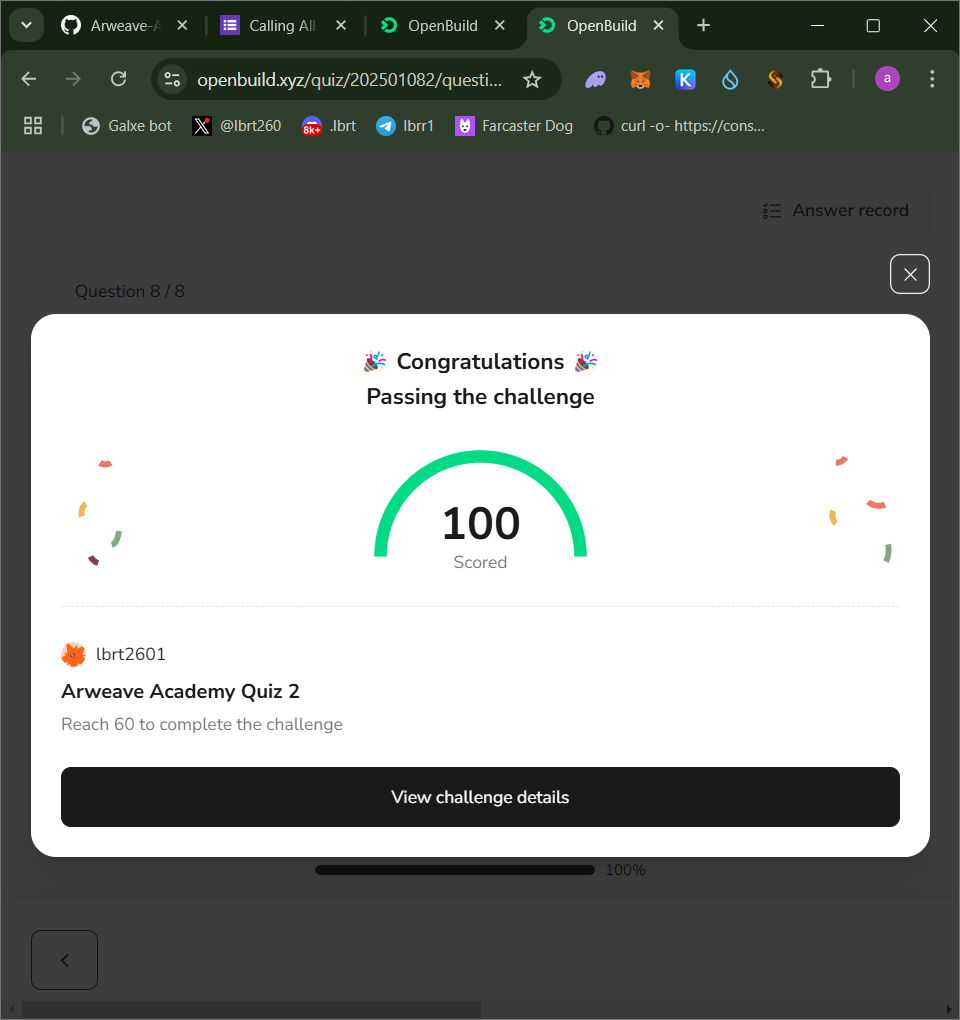 Arweave-A
Calling All
OpenBuild
OpenBuild
openbuild.xyz/quiz/202501082/questi...
a
Galxe bot
@lbrt260
8k+
.lbrt
lbrr1
Farcaster Dog
curl -o- https://cons...
Answer record
Question 8 / 8
Congratulations
Passing the challenge
100
Scored
lbrt2601
Arweave Academy Quiz 2
Reach 60 to complete the challenge
View challenge details
100%